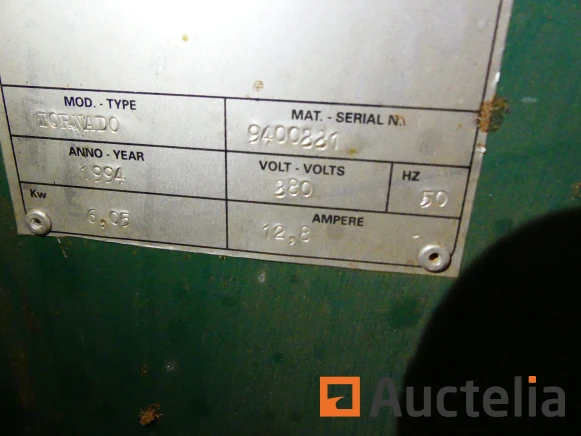 MOD. - TYPE MAT. - SERIAL N.
TORNADO 9400881
ANNO - YEAR VOLT - VOLTS HZ
1994 380 50
Kw AMPERE
6,05 12,8
Auctelia